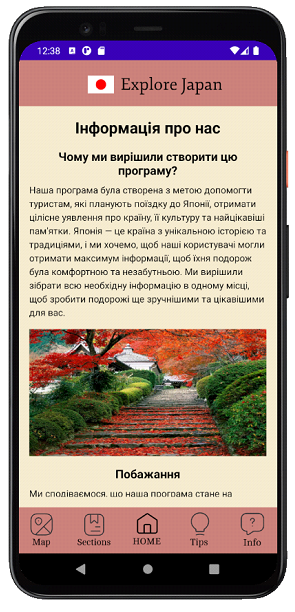 12:38
Explore Japan
Інформація про нас
Чому ми вирішили створити цю
програму?
Наша програма була створена з метою допомогти
туристам, які планують поїздку до Японії, отримати
цілісне уявлення про країну, її культуру та найцікавіші
пам'ятки. Японія — це країна з унікальною історією та
традиціями, і ми хочемо, щоб наші користувачі могли
отримати максимум інформації, щоб їхня подорож
була комфортною та незабутньою. Ми вирішили
зібрати всю необхідну інформацію в одному місці,
щоб зробити подорожі ще зручнішими та цікавішими
для вас.
Побажання
Ми сподіваємося, що наша програма стане на
Map Sections HOME Tips Info